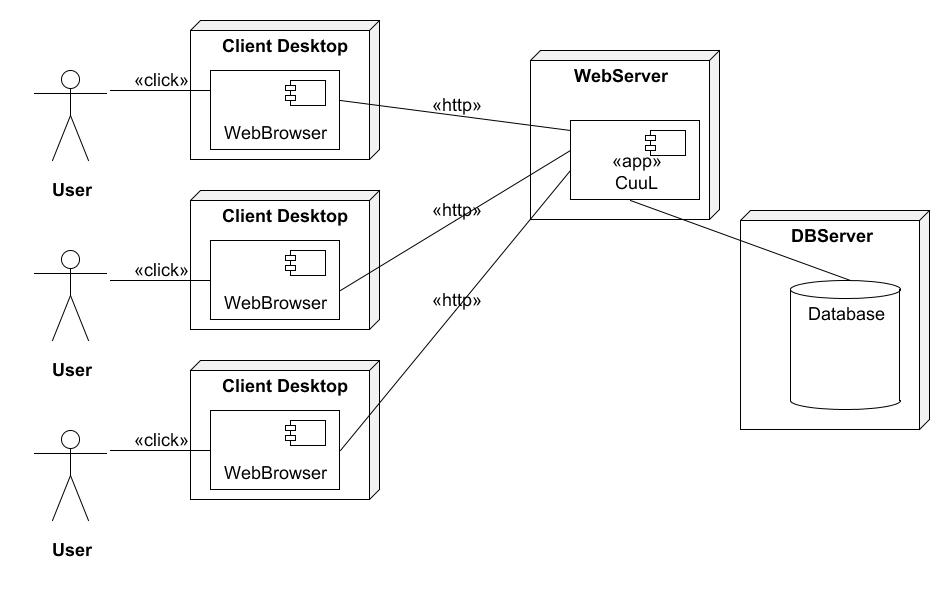 Client Desktop
«click»
WebBrowser
User
«http»
WebServer
«app»
CuuL
Client Desktop
«click»
WebBrowser
User
«http»
DBServer
Database
Client Desktop
«click»
WebBrowser
User
«http»